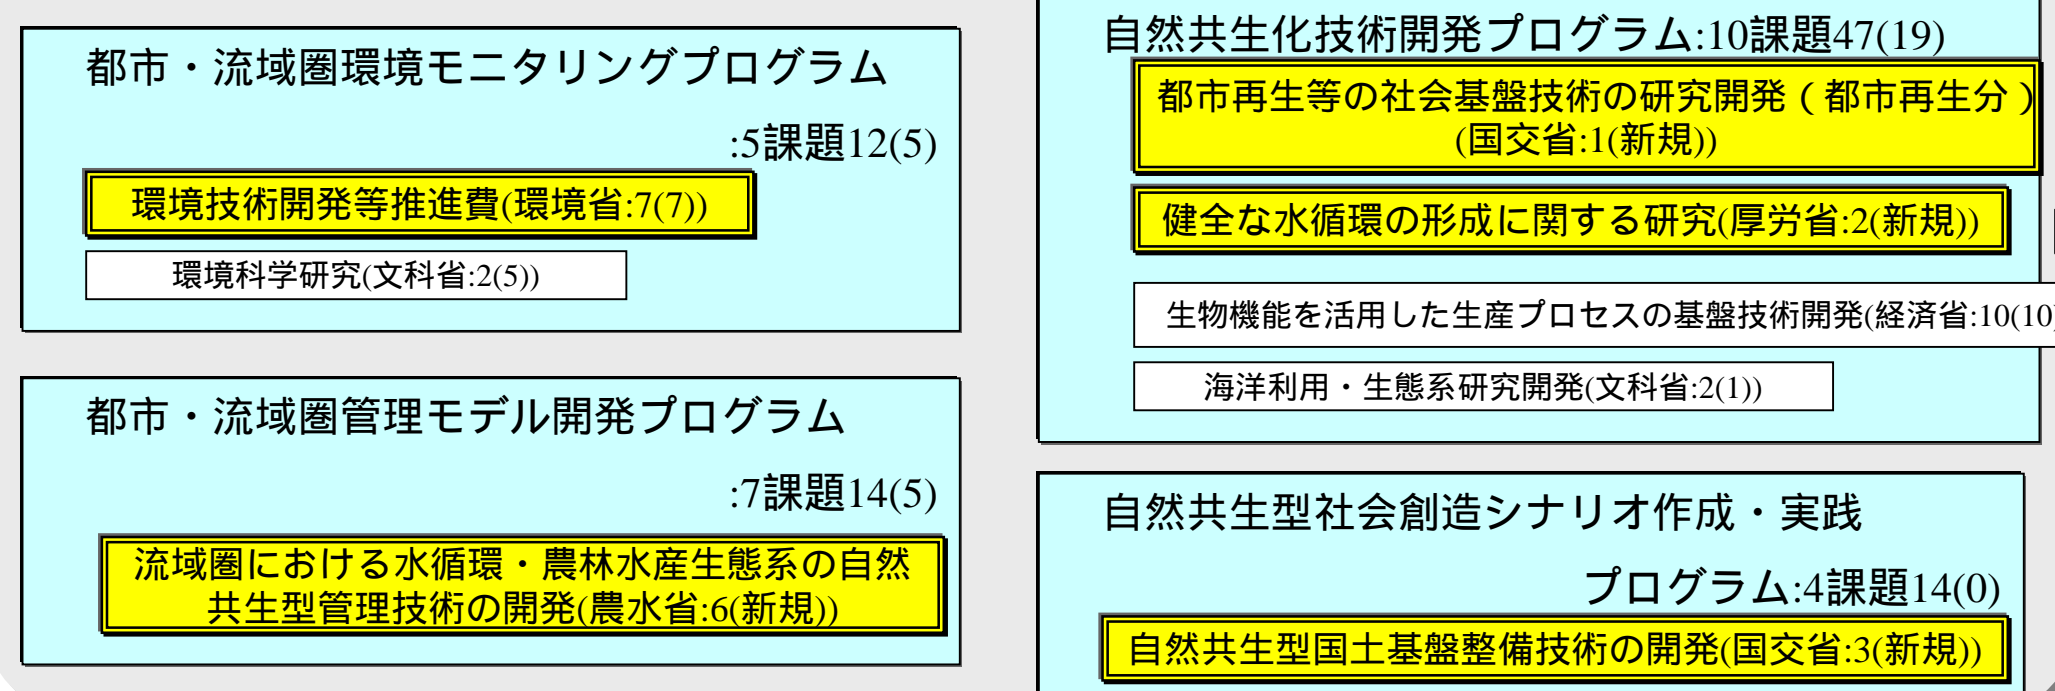 都市・流域圏環境モニタリングプログラム
:5課題12(5)
環境技術開発等推進費(環境省:7(7))
環境科学研究(文科省:2(5))
都市・流域圏管理モデル開発プログラム
:7課題14(5)
流域圏における水循環・農林水産生態系の自然
共生型管理技術の開発(農水省:6(新規))
自然共生化技術開発プログラム:10課題47(19)
都市再生等の社会基盤技術の研究開発（都市再生分）
(国交省:1(新規))
健全な水循環の形成に関する研究(厚労省:2(新規))
生物機能を活用した生産プロセスの基盤技術開発(経済省:10(10)
海洋利用・生態系研究開発(文科省:2(1))
自然共生型社会創造シナリオ作成・実践
プログラム:4課題14(0)
自然共生型国土基盤整備技術の開発(国交省:3(新規))